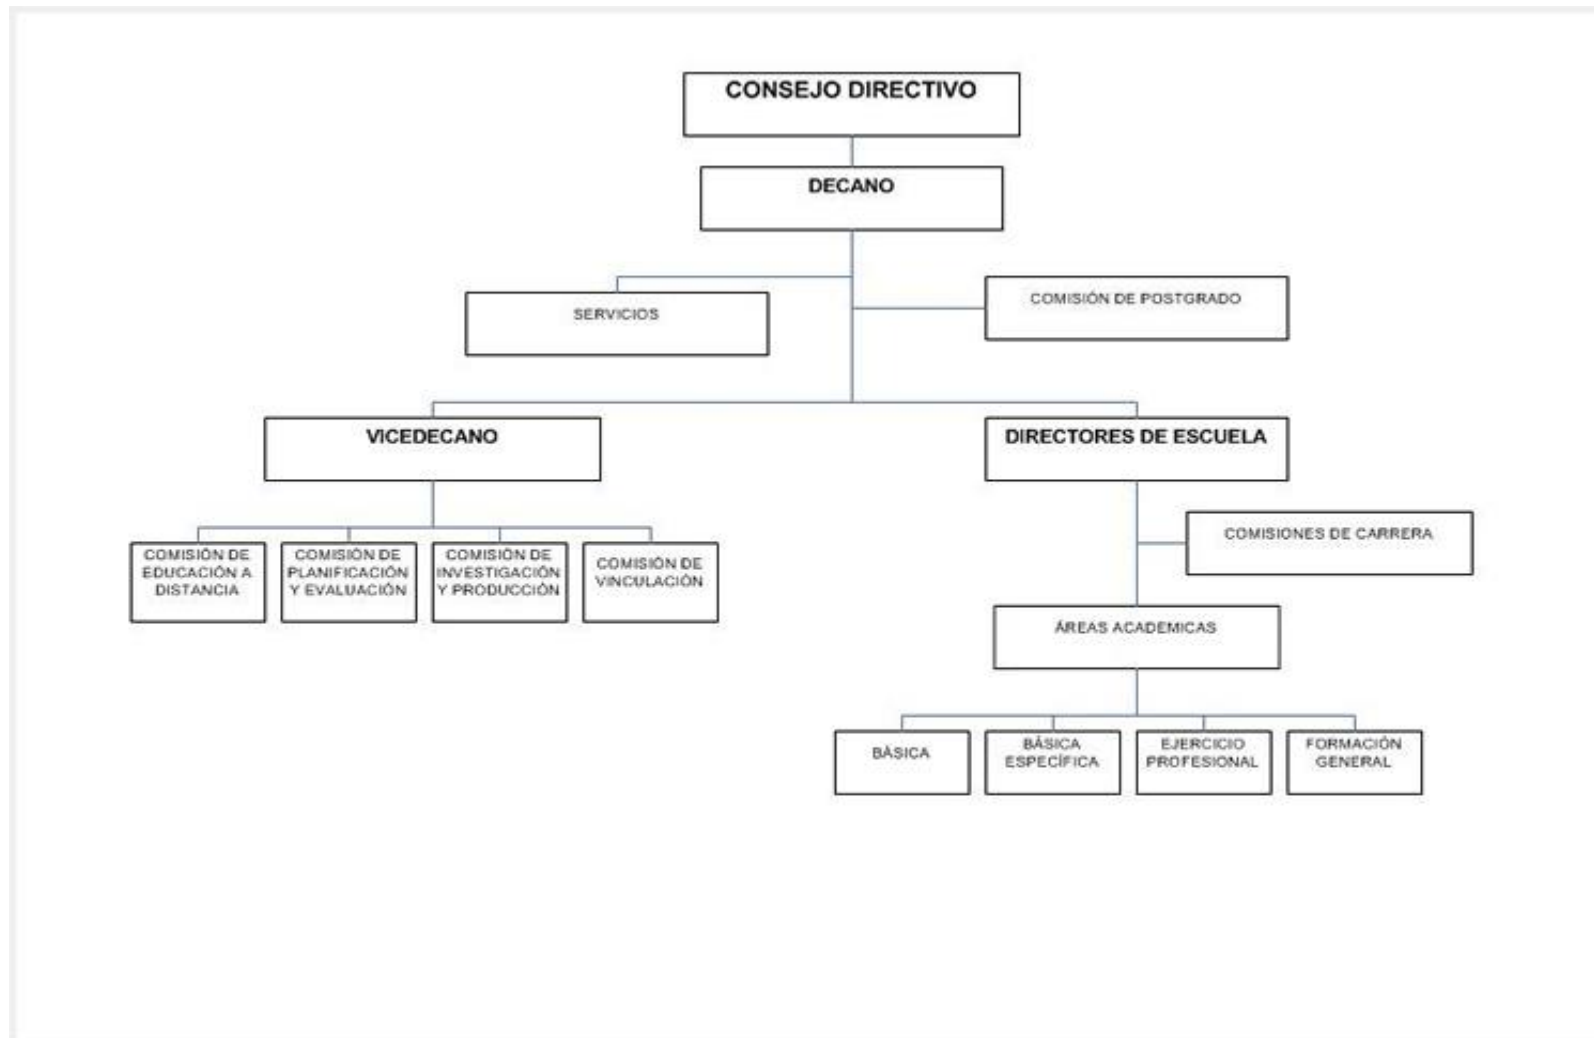 CONSEJO DIRECTIVO
DECANO
SERVICIOS
COMISIÓN DE POSTGRADO
VICEDECANO
DIRECTORES DE ESCUELA
COMISIÓN DE
EDUCACIÓN A
DISTANCIA
COMISIÓN DE
PLANIFICACIÓN
Y EVALUACIÓN
COMISIÓN DE
INVESTIGACIÓN
Y PRODUCCIÓN
COMISIÓN DE
VINCULACIÓN
COMISIONES DE CARRERA
ÁREAS ACADEMICAS
BÁSICA
BÁSICA
ESPECÍFICA
EJERCICIO
PROFESIONAL
FORMACIÓN
GENERAL